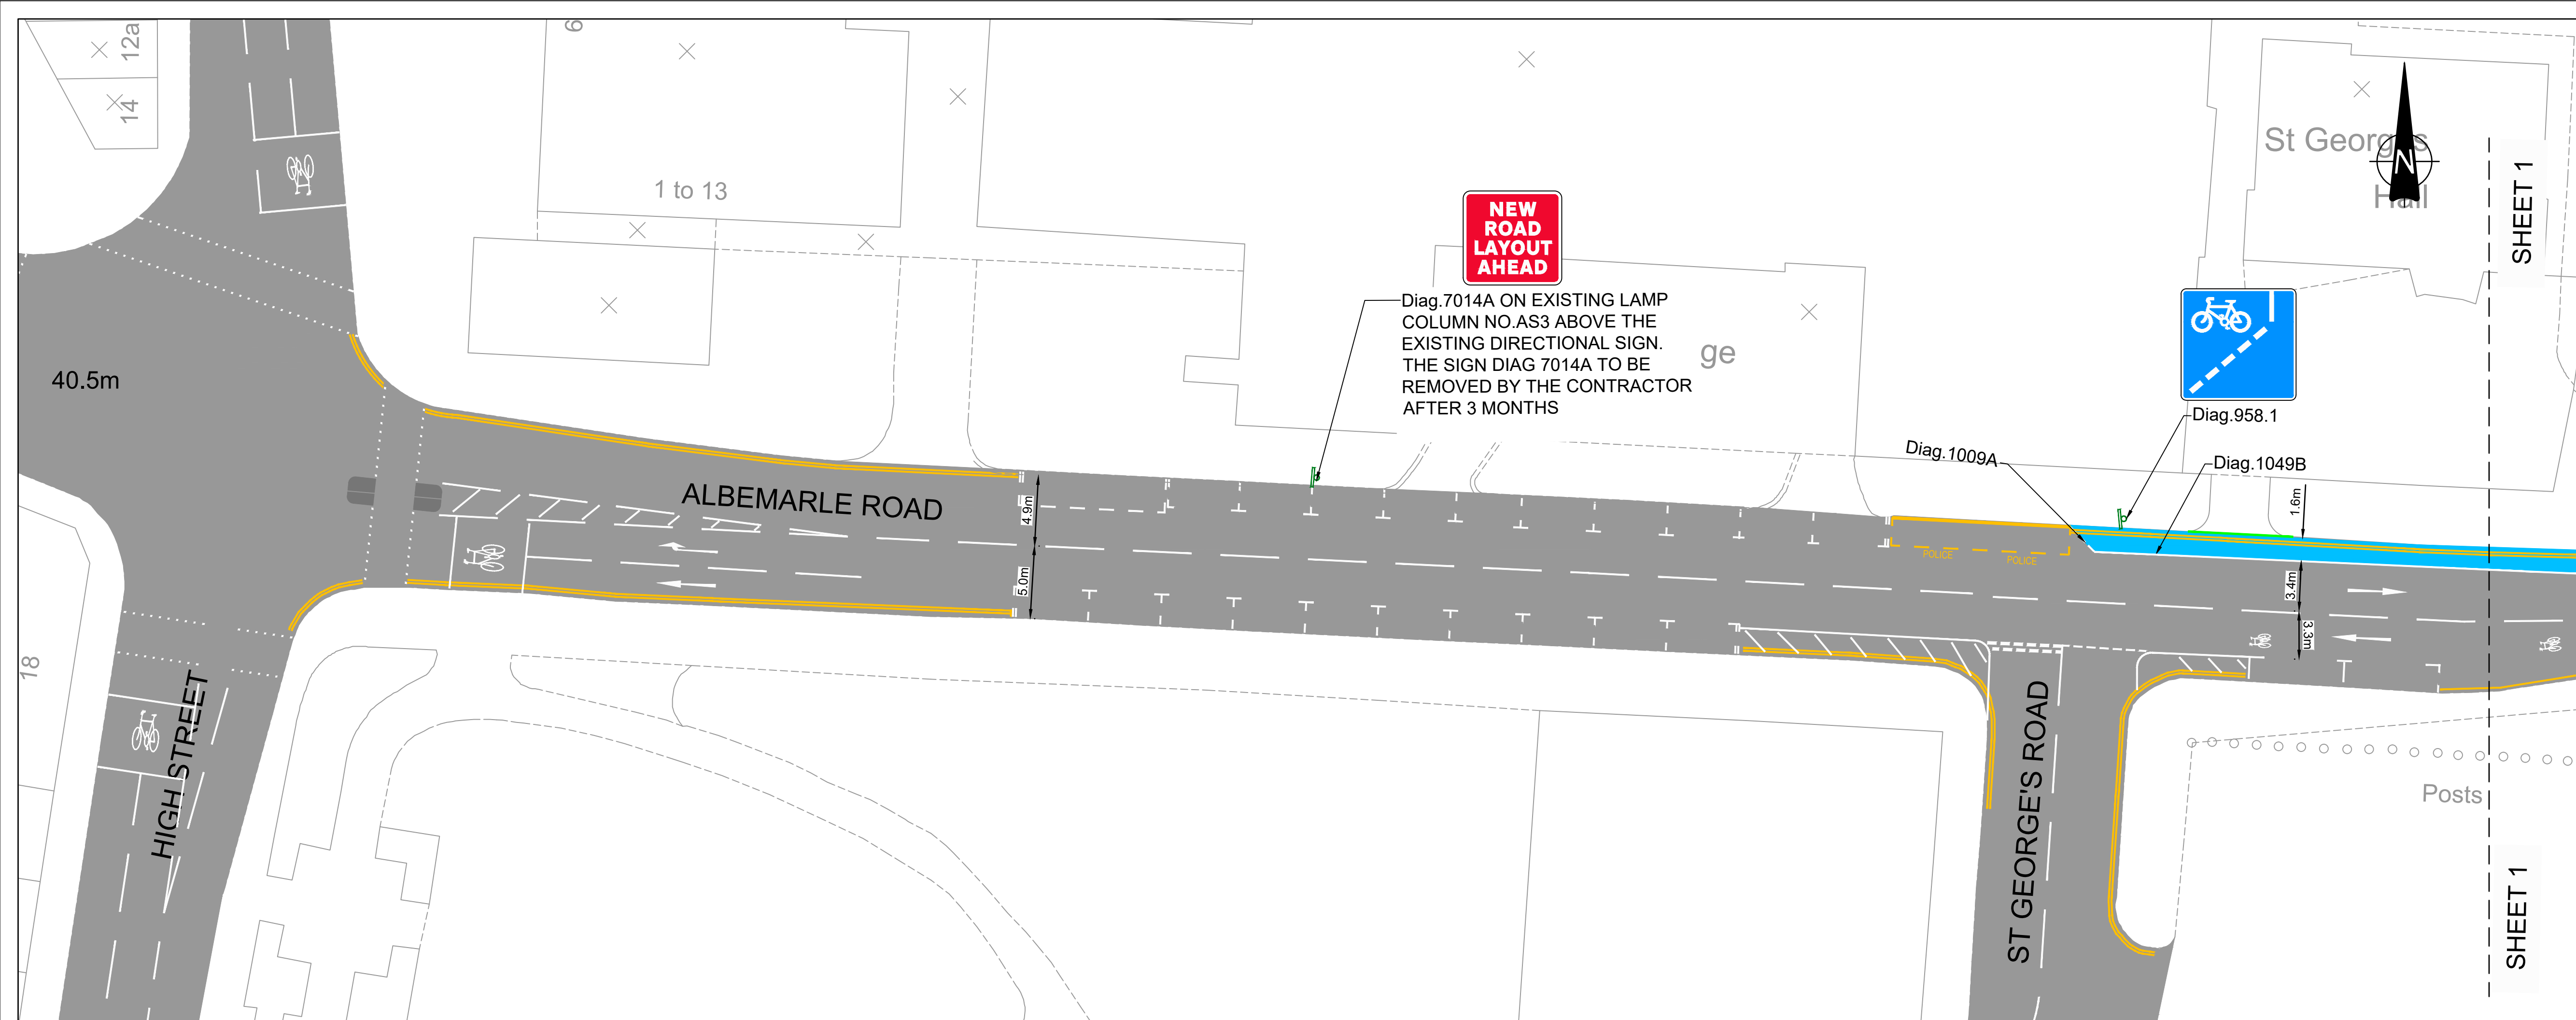 12a
14
6
1 to 13
40.5m
NEW
ROAD
LAYOUT
AHEAD
Diag.7014A ON EXISTING LAMP
COLUMN NO.AS3 ABOVE THE
EXISTING DIRECTIONAL SIGN.
THE SIGN DIAG 7014A TO BE
REMOVED BY THE CONTRACTOR
AFTER 3 MONTHS
ge
St Georges
Hall
N
SHEET 1
Diag.958.1
Diag.1009A
Diag.1049B
1.6m
ALBEMARLE ROAD
4.9m
5.0m
POLICE
POLICE
3.4m
3.3m
18
HIGH STREET
ST GEORGE'S ROAD
Posts
SHEET 1